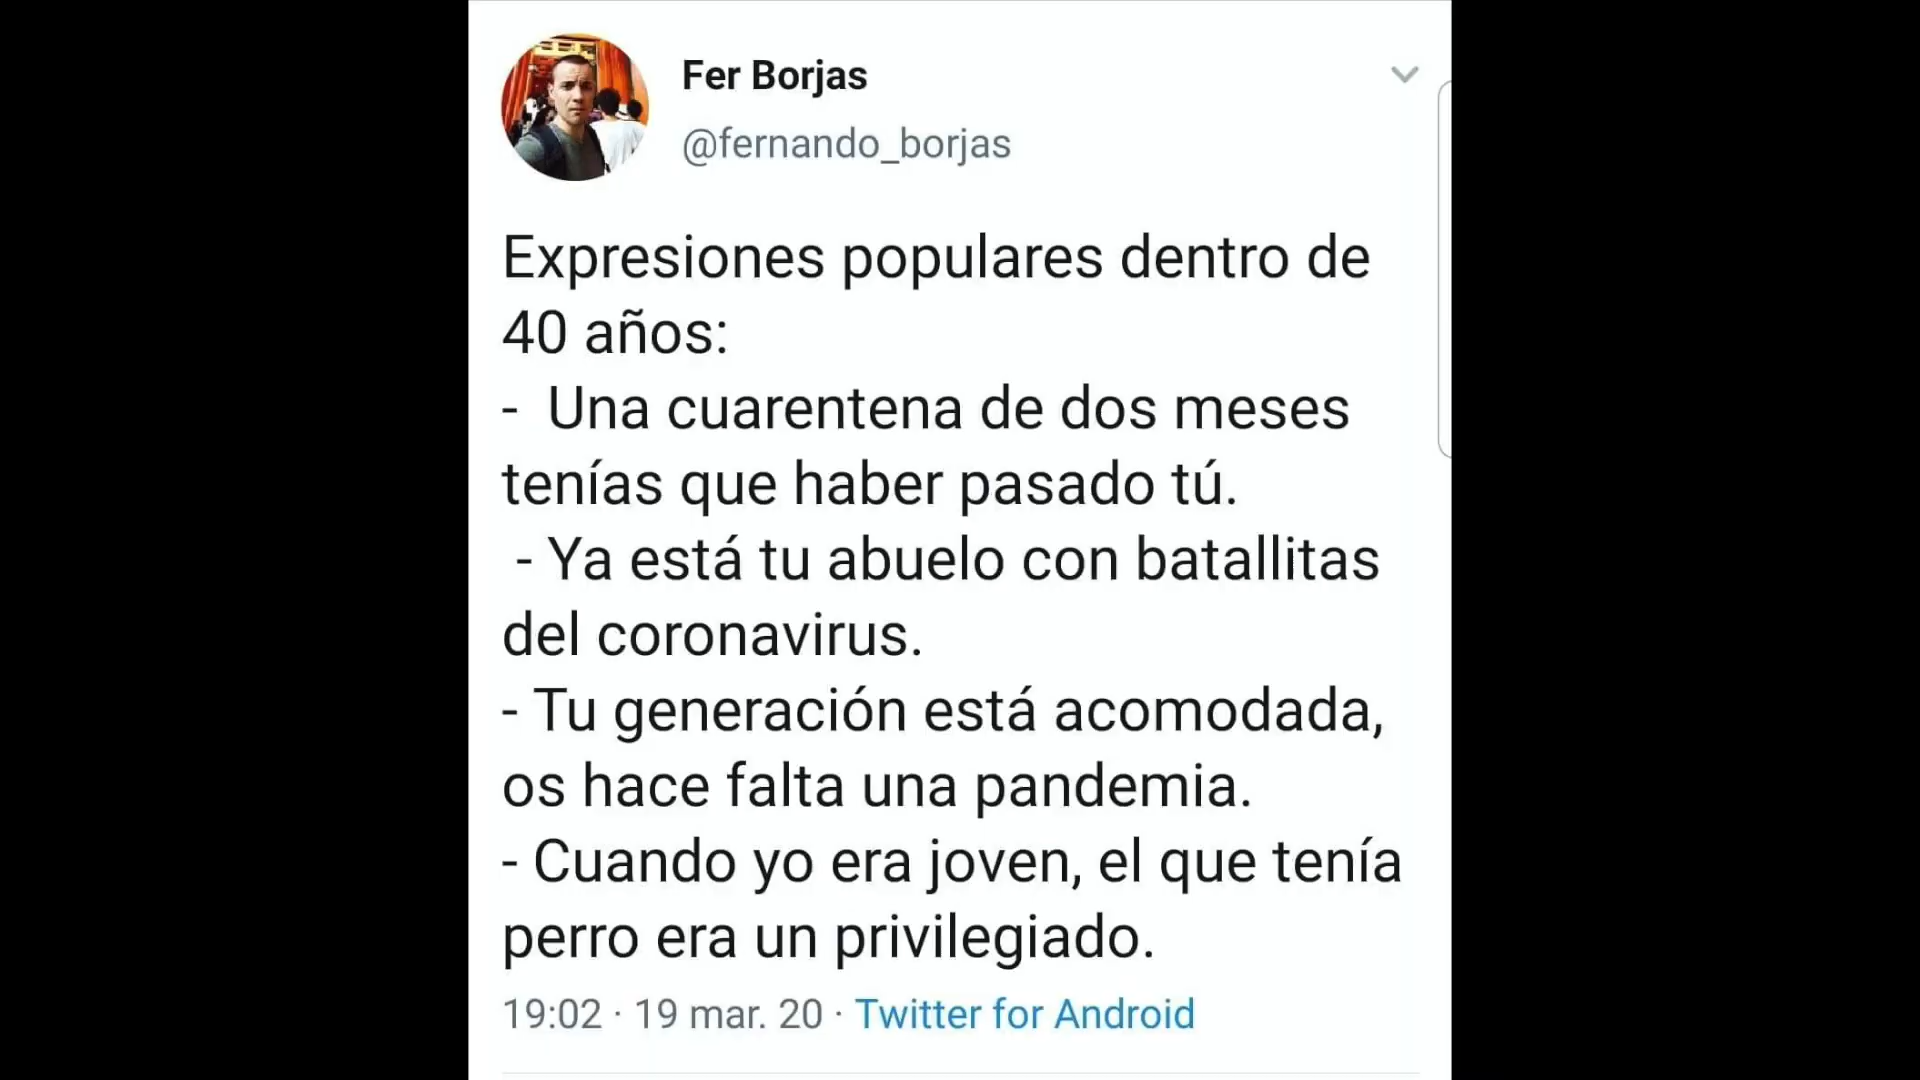 Fer Borjas
@fernando_borjas
Expresiones populares dentro de
40 años:
-  Una cuarentena de dos meses
tenías que haber pasado tú.
- Ya está tu abuelo con batallitas
del coronavirus.
- Tu generación está acomodada,
os hace falta una pandemia.
- Cuando yo era joven, el que tenía
perro era un privilegiado.
19:02 · 19 mar. 20 · Twitter for Android